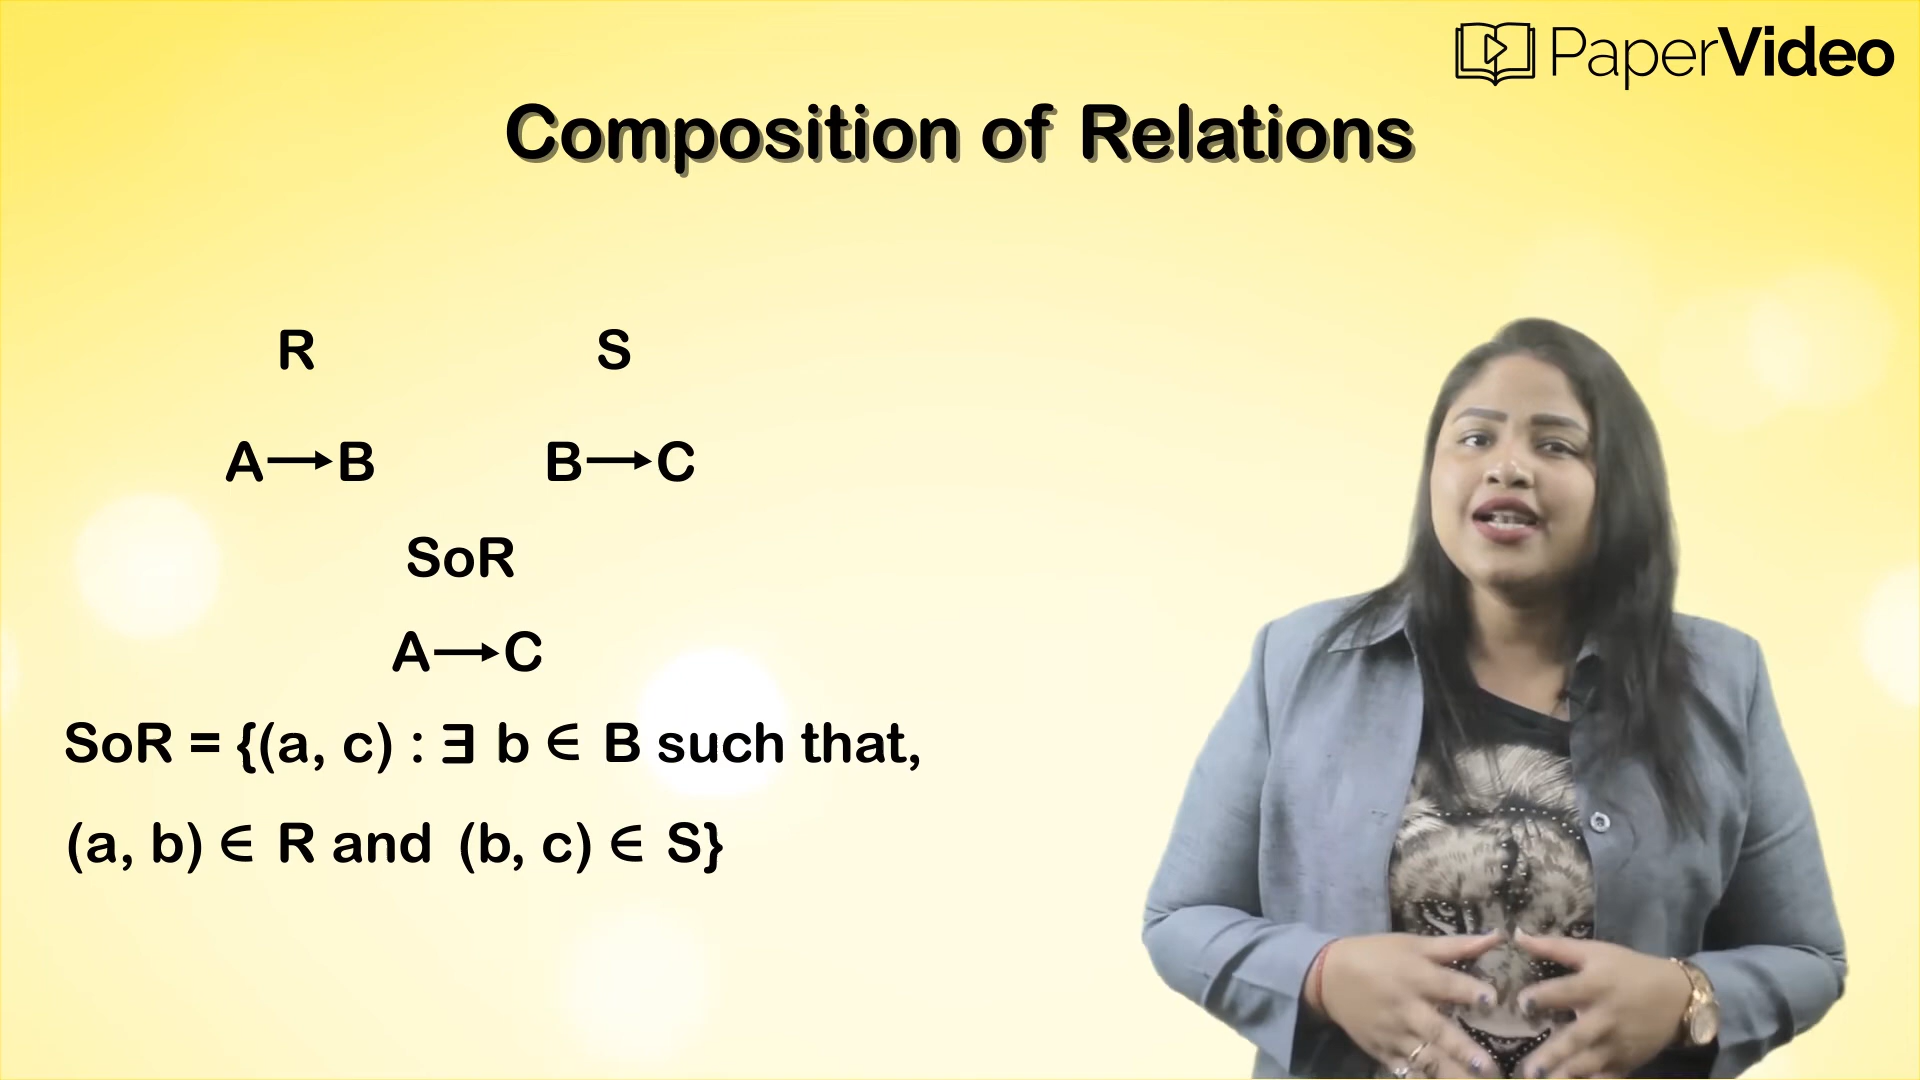 PaperVideo
Composition of Relations
R S
A→B B→C
SoR
A→C
SoR = {(a, c) : ∃ b ∈ B such that,
(a, b) ∈ R and (b, c) ∈ S}